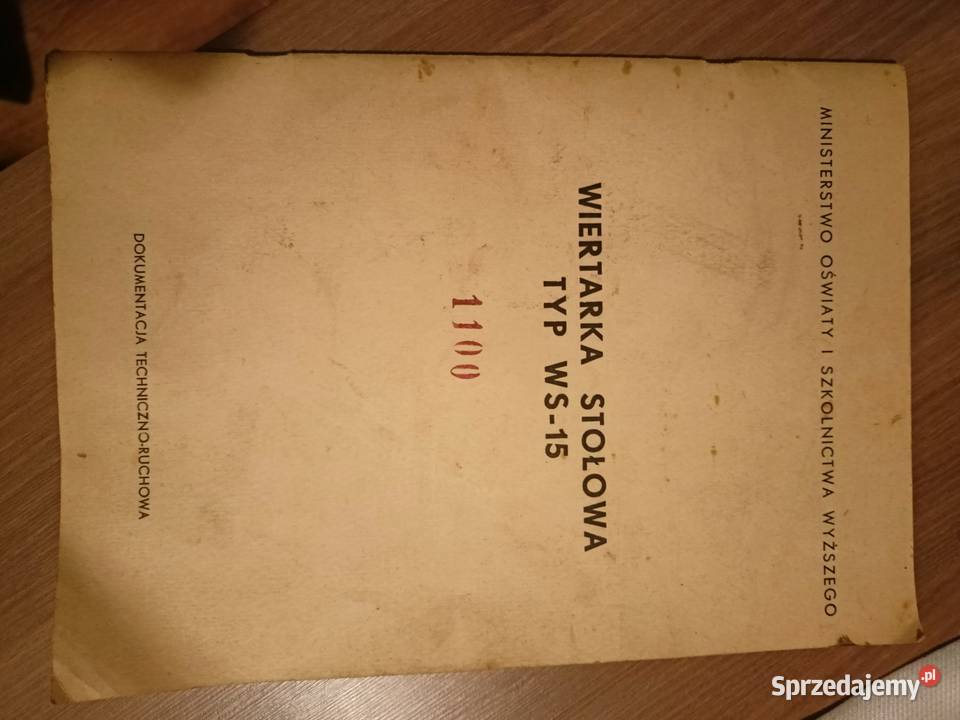 MINISTERSTWO OŚWIATY I SZKOLNICTWA WYŻSZEGO
WIERTARKA STOŁOWA
TYP WS-15
1100
DOKUMENTACJA TECHNICZNO-RUCHOWA
Sprzedajemy.pl